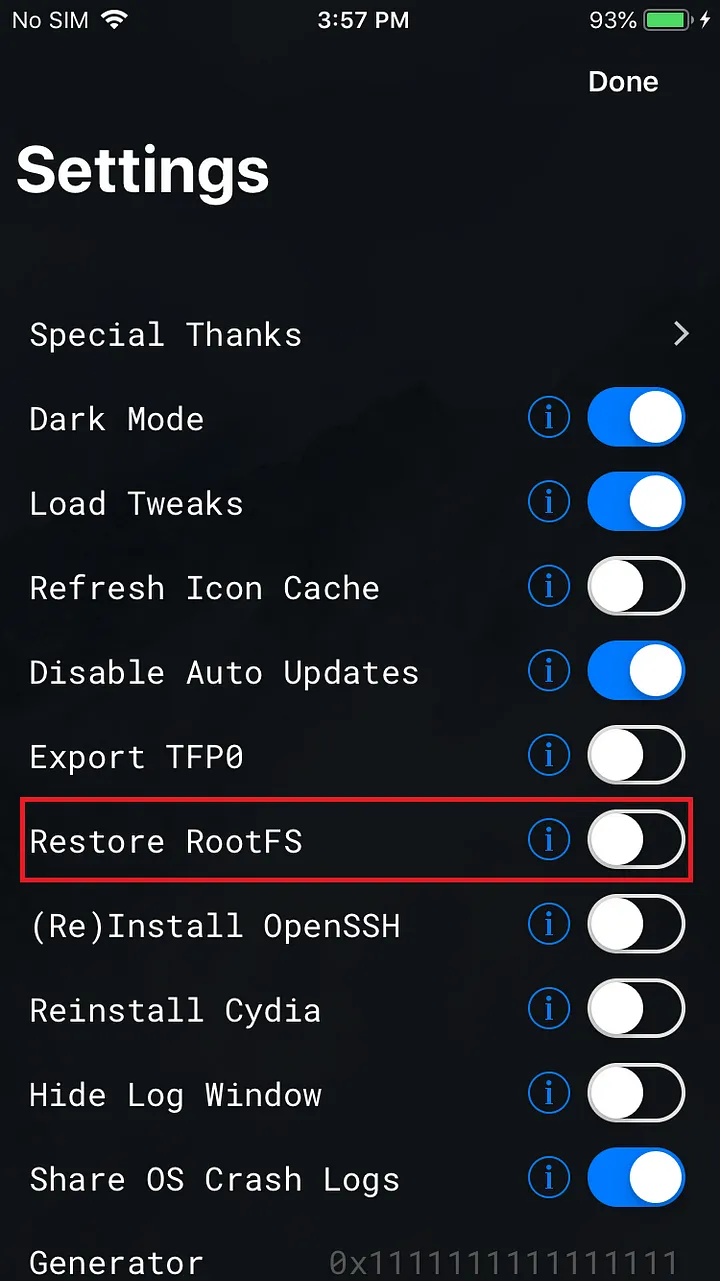 No SIM 3:57 PM 93%
Done
Settings
Special Thanks
Dark Mode
Load Tweaks
Refresh Icon Cache
Disable Auto Updates
Export TFP0
Restore RootFS
(Re)Install OpenSSH
Reinstall Cydia
Hide Log Window
Share OS Crash Logs
Generator 0x1111111111111111